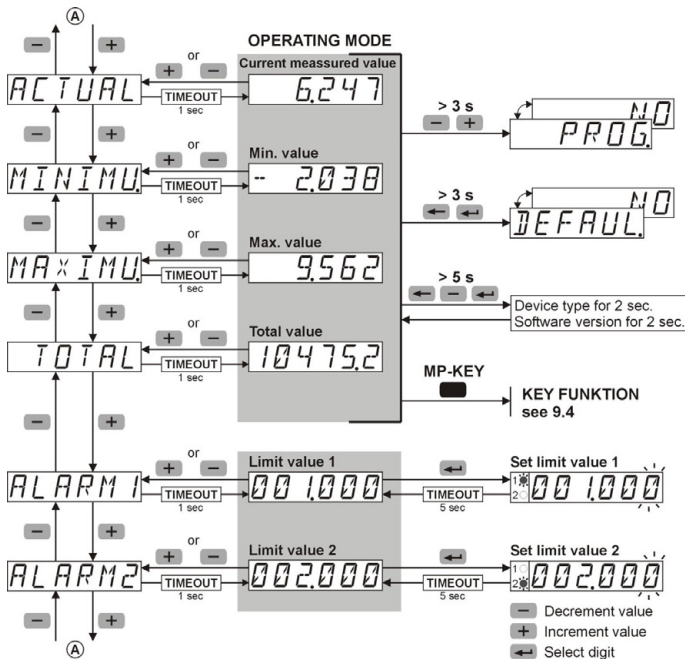 A
− +
or
+ −
OPERATING MODE
Current meassured value
ACTUAL
TIMEOUT
1 sec
6.247
> 3 s
− +
NO
PROG.
− +
or
+ −
Min. value
MINIMU.
TIMEOUT
1 sec
- 2.038
> 3 s
NO
DEFAUL.
− +
or
+ −
Max. value
MAXIMU.
TIMEOUT
1 sec
9.562
> 5 s
−
Device type for 2 sec.
Software version for 2 sec.
− +
or
+ −
Total value
TOTAL
TIMEOUT
1 sec
10475.2
MP-KEY
KEY FUNKTION
see 9.4
− +
or
+ −
Limit value 1
Set limit value 1
ALARM1
TIMEOUT
1 sec
001.000
TIMEOUT
5 sec
1
2
001.000
− +
or
+ −
Limit value 2
Set limit value 2
ALARM2
TIMEOUT
1 sec
002.000
TIMEOUT
5 sec
1
2
002.000
− +
A
− Decrement value
+ Increment value
Select digit